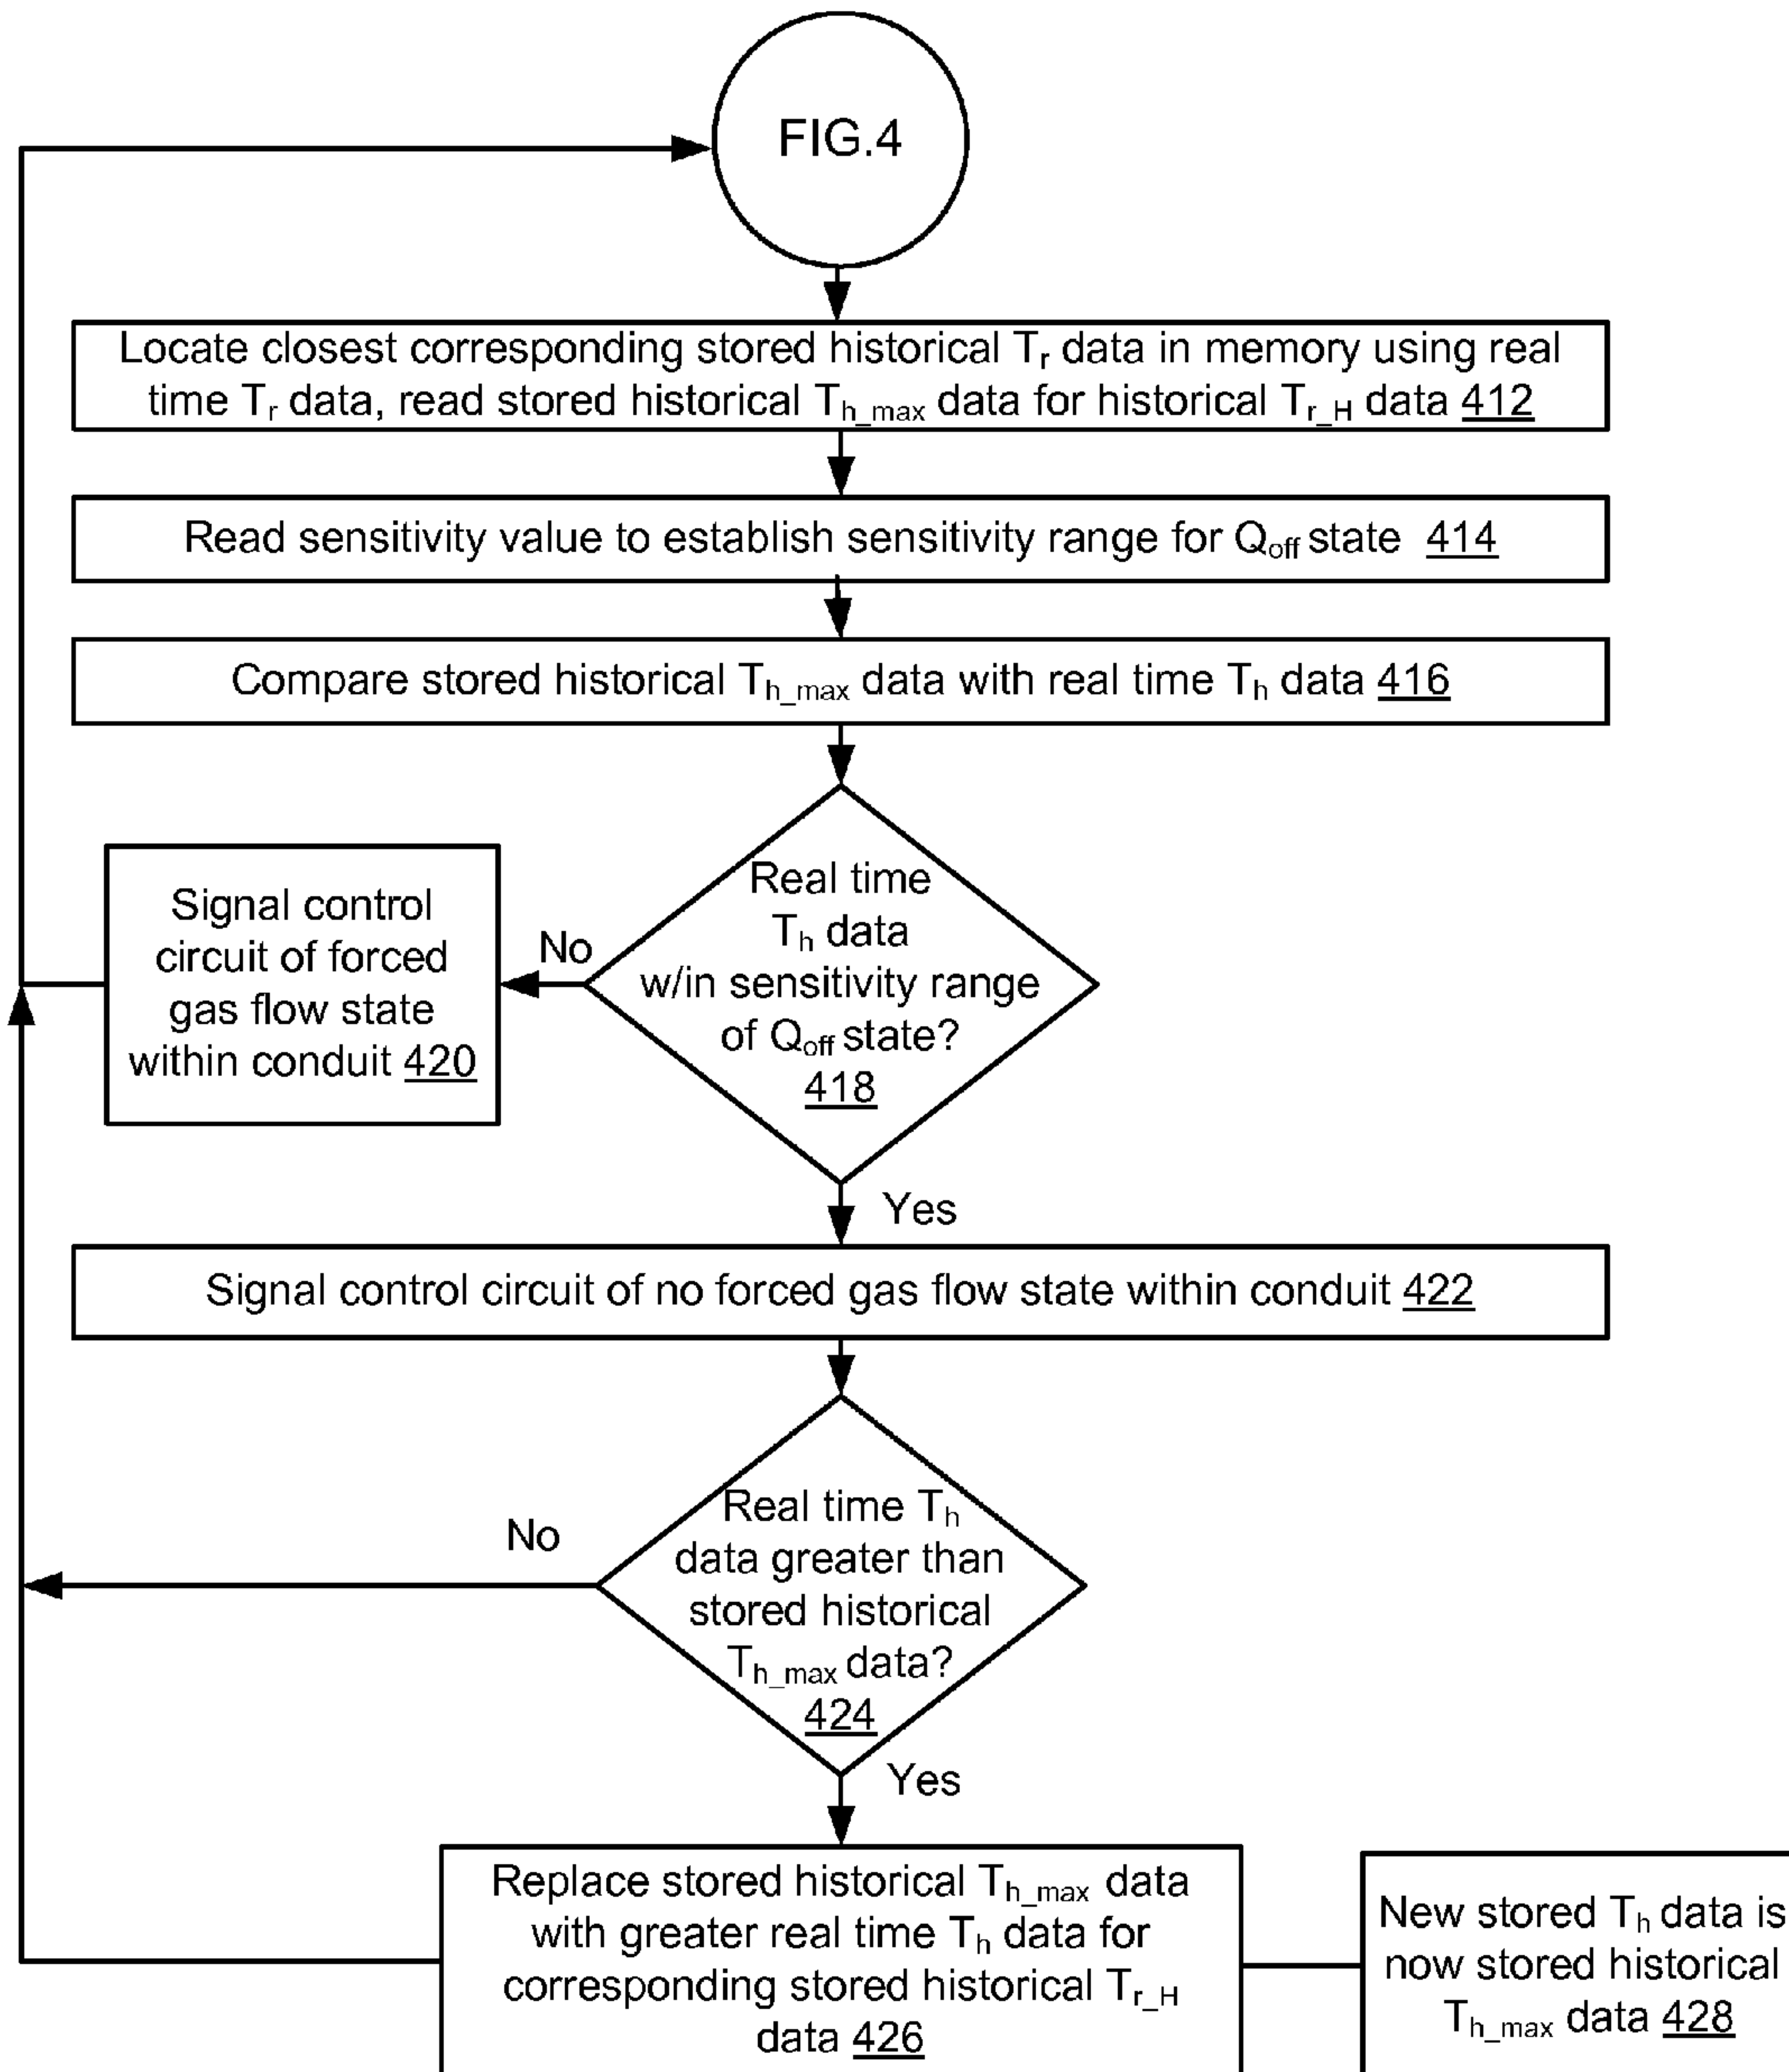 FIG.4
Locate closest corresponding stored historical Tr data in memory using real
time Tr data, read stored historical Th_max data for historical Tr_H data 412
Read sensitivity value to establish sensitivity range for Qoff state 414
Compare stored historical Th_max data with real time Th data 416
Real time
Th data
w/in sensitivity range
of Qoff state?
418
No
Signal control
circuit of forced
gas flow state
within conduit 420
Yes
Signal control circuit of no forced gas flow state within conduit 422
Real time Th
data greater than
stored historical
Th_max data?
424
No
Yes
Replace stored historical Th_max data
with greater real time Th data for
corresponding stored historical Tr_H
data 426
New stored Th data is
now stored historical
Th_max data 428